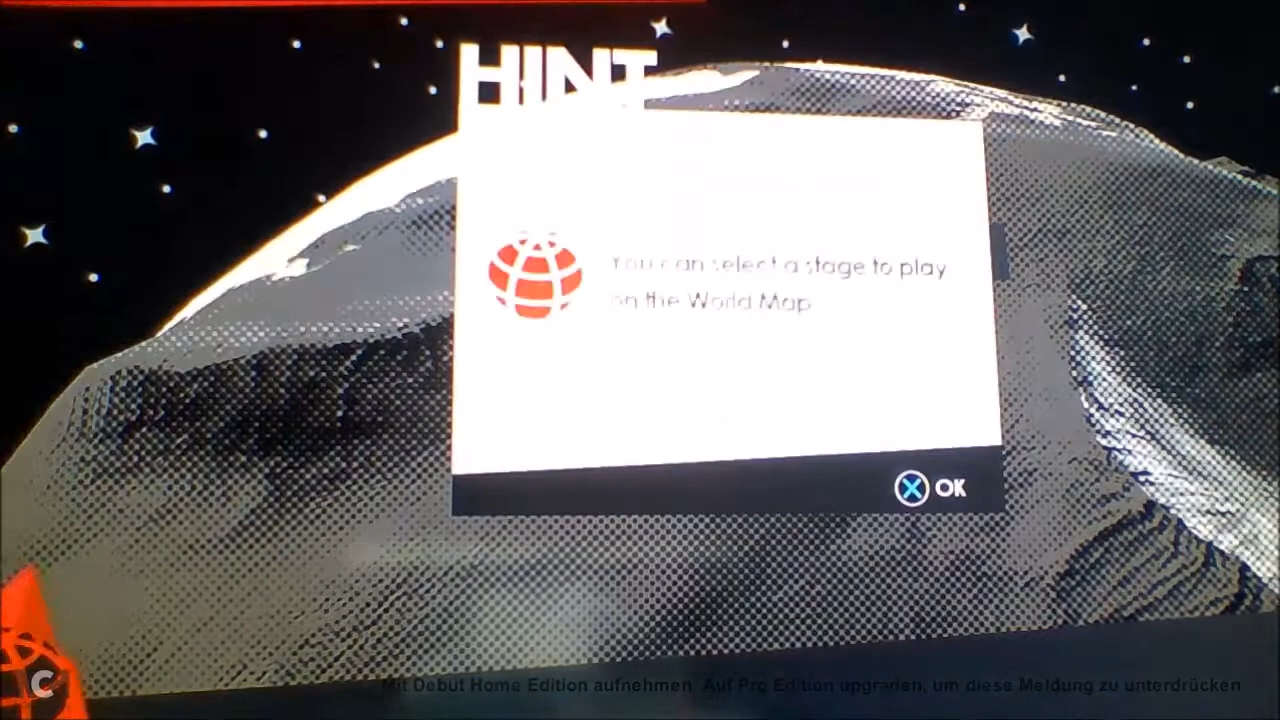 HINT
You can select a stage to play
on the World Map
OK
Mit Debut Home Edition aufnehmen. Auf Pro Edition upgraden, um diese Meldung zu unterdrücken
C